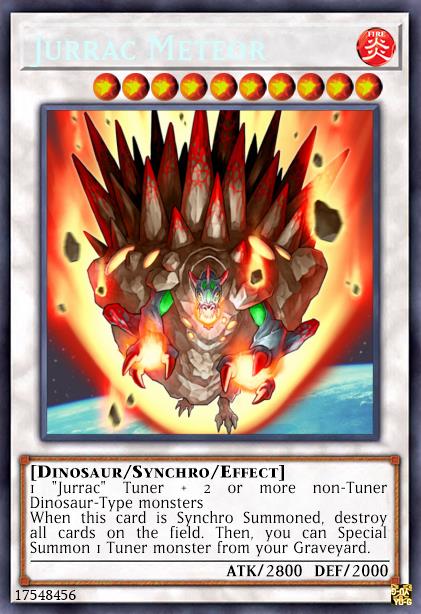 Jurrac Meteor
FIRE
炎
[Dinosaur/Synchro/Effect]
1 "Jurrac" Tuner + 2 or more non-Tuner
Dinosaur-Type monsters
When this card is Synchro Summoned, destroy
all cards on the field. Then, you can Special
Summon 1 Tuner monster from your Graveyard.
ATK/2800 DEF/2000
17548456